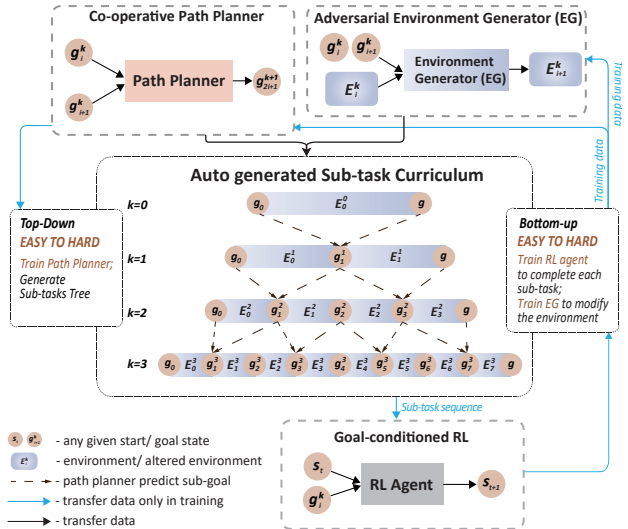 Co-operative Path Planner
g_i^k
g_{i+1}^k
Path Planner
g_{2i+1}^{k+1}
Adversarial Environment Generator (EG)
g_i^k g_{i+1}^k
E_i^k
Environment
Generator (EG)
E_{i+1}^k
Training data
Training data
Auto generated Sub-task Curriculum
k=0 g_0 E_0^0 g
k=1 g_0 E_0^1 g_1^1 E_1^1 g
k=2 g_0 E_0^2 g_1^2 E_1^2 g_2^2 E_2^2 g_3^2 E_3^2 g
k=3 g_0 E_0^3 g_1^3 E_1^3 g_2^3 E_2^3 g_3^3 E_3^3 g_4^3 E_4^3 g_5^3 E_5^3 g_6^3 E_6^3 g_7^3 E_7^3 g
Top-Down
EASY TO HARD
Train Path Planner;
Generate
Sub-tasks Tree
Bottom-up
EASY TO HARD
Train RL agent
to complete each
sub-task;
Train EG to modify
the environment
Sub-task sequence
Goal-conditioned RL
s_t
g_i^k
RL Agent
s_{t+1}
- any given start/ goal state
- environment/ altered environment
- path planner predict sub-goal
- transfer data only in training
- transfer data